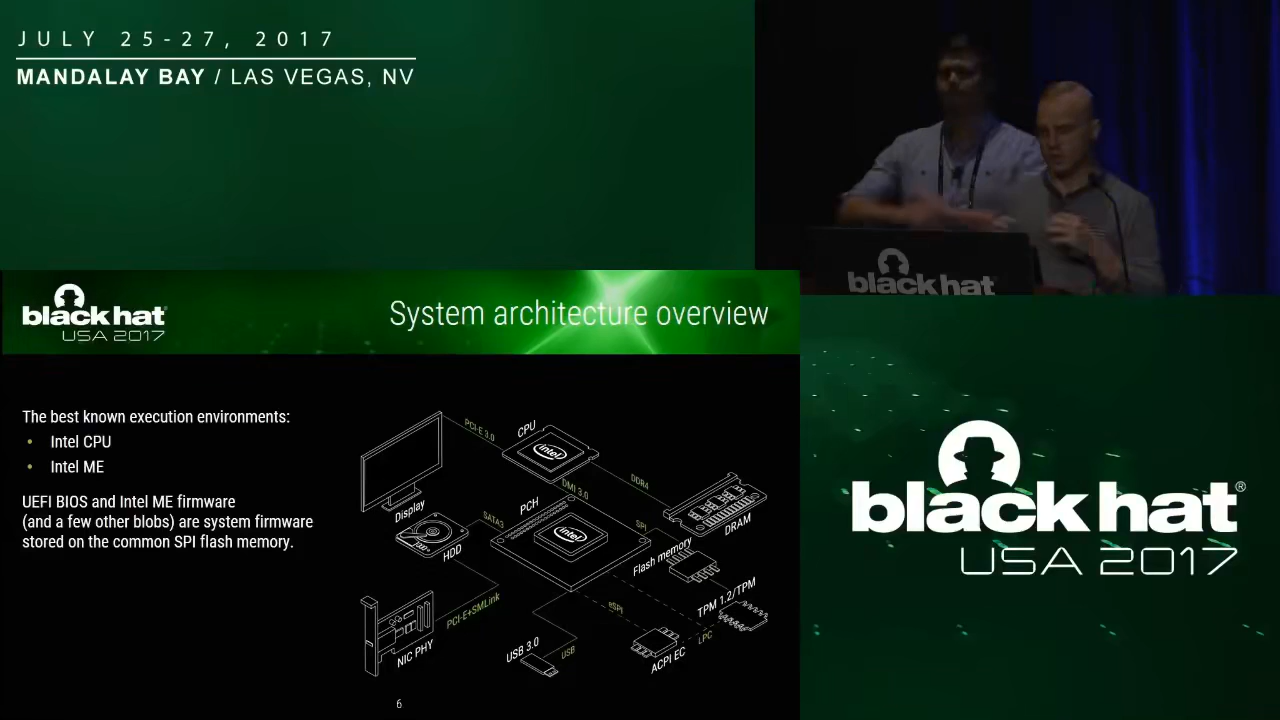 JULY 25-27, 2017
MANDALAY BAY / LAS VEGAS, NV
black hat
black hat
USA 2017
System architecture overview
The best known execution environments:
• Intel CPU
• Intel ME
UEFI BIOS and Intel ME firmware
(and a few other blobs) are system firmware
stored on the common SPI flash memory.
PCI-E 3.0
CPU
intel
DDR4
DMI 3.0
Display
SATA3
PCH
SPI
DRAM
HDD
intel
Flash memory
TPM 1.2/TPM
PCI-E+SMLink
eSPI
LPC
NIC PHY
USB 3.0
USB
ACPI EC
6
black hat®
USA 2017